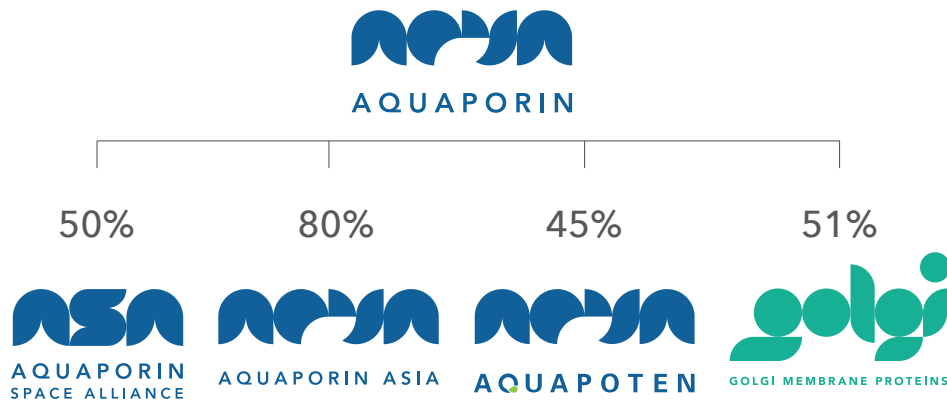 AQUAPORIN
50% 80% 45% 51%
AQUAPORIN
SPACE ALLIANCE
AQUAPORIN ASIA
AQUAPOTEN
golgi
GOLGI MEMBRANE PROTEINS